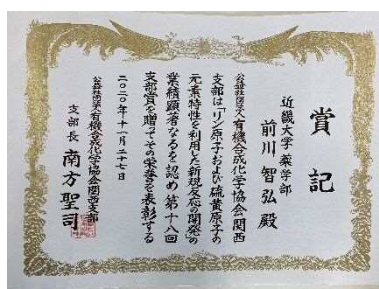 賞記
近畿大学 薬学部
前川智弘 殿
公益社団法人有機合成化学協会関西
支部は「リン原子および硫黄原子の
元素特性を利用した新規反応の開発」の
業績顕著なるを認め第十八回
支部賞を贈ってその栄誉を表彰する
二〇二〇年十一月二十七日
公益社団法人有機合成化学協会関西支部
支部長 南方聖司